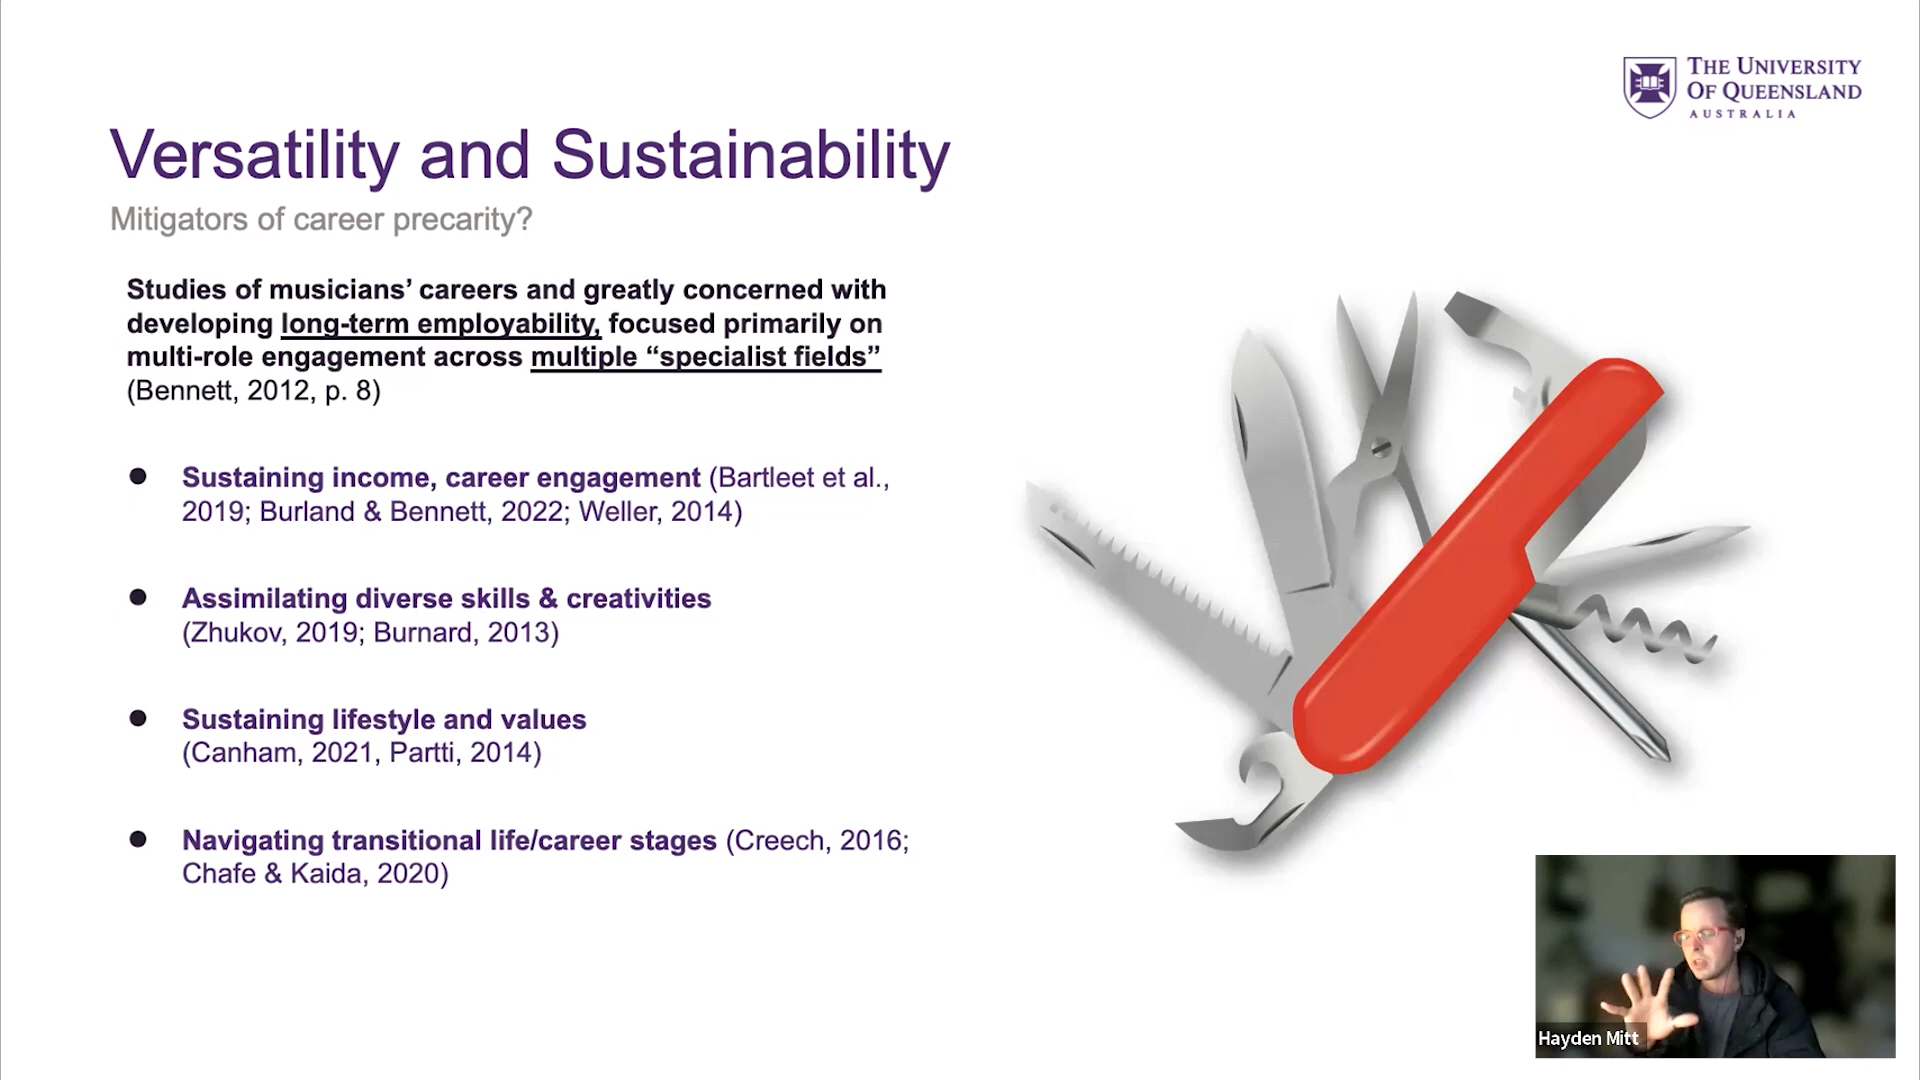 THE UNIVERSITY
OF QUEENSLAND
AUSTRALIA
Versatility and Sustainability
Mitigators of career precarity?
Studies of musicians’ careers and greatly concerned with
developing long-term employability, focused primarily on
multi-role engagement across multiple “specialist fields”
(Bennett, 2012, p. 8)
● Sustaining income, career engagement (Bartleet et al.,
2019; Burland & Bennett, 2022; Weller, 2014)
● Assimilating diverse skills & creativities
(Zhukov, 2019; Burnard, 2013)
● Sustaining lifestyle and values
(Canham, 2021, Partti, 2014)
● Navigating transitional life/career stages (Creech, 2016;
Chafe & Kaida, 2020)
Hayden Mitt